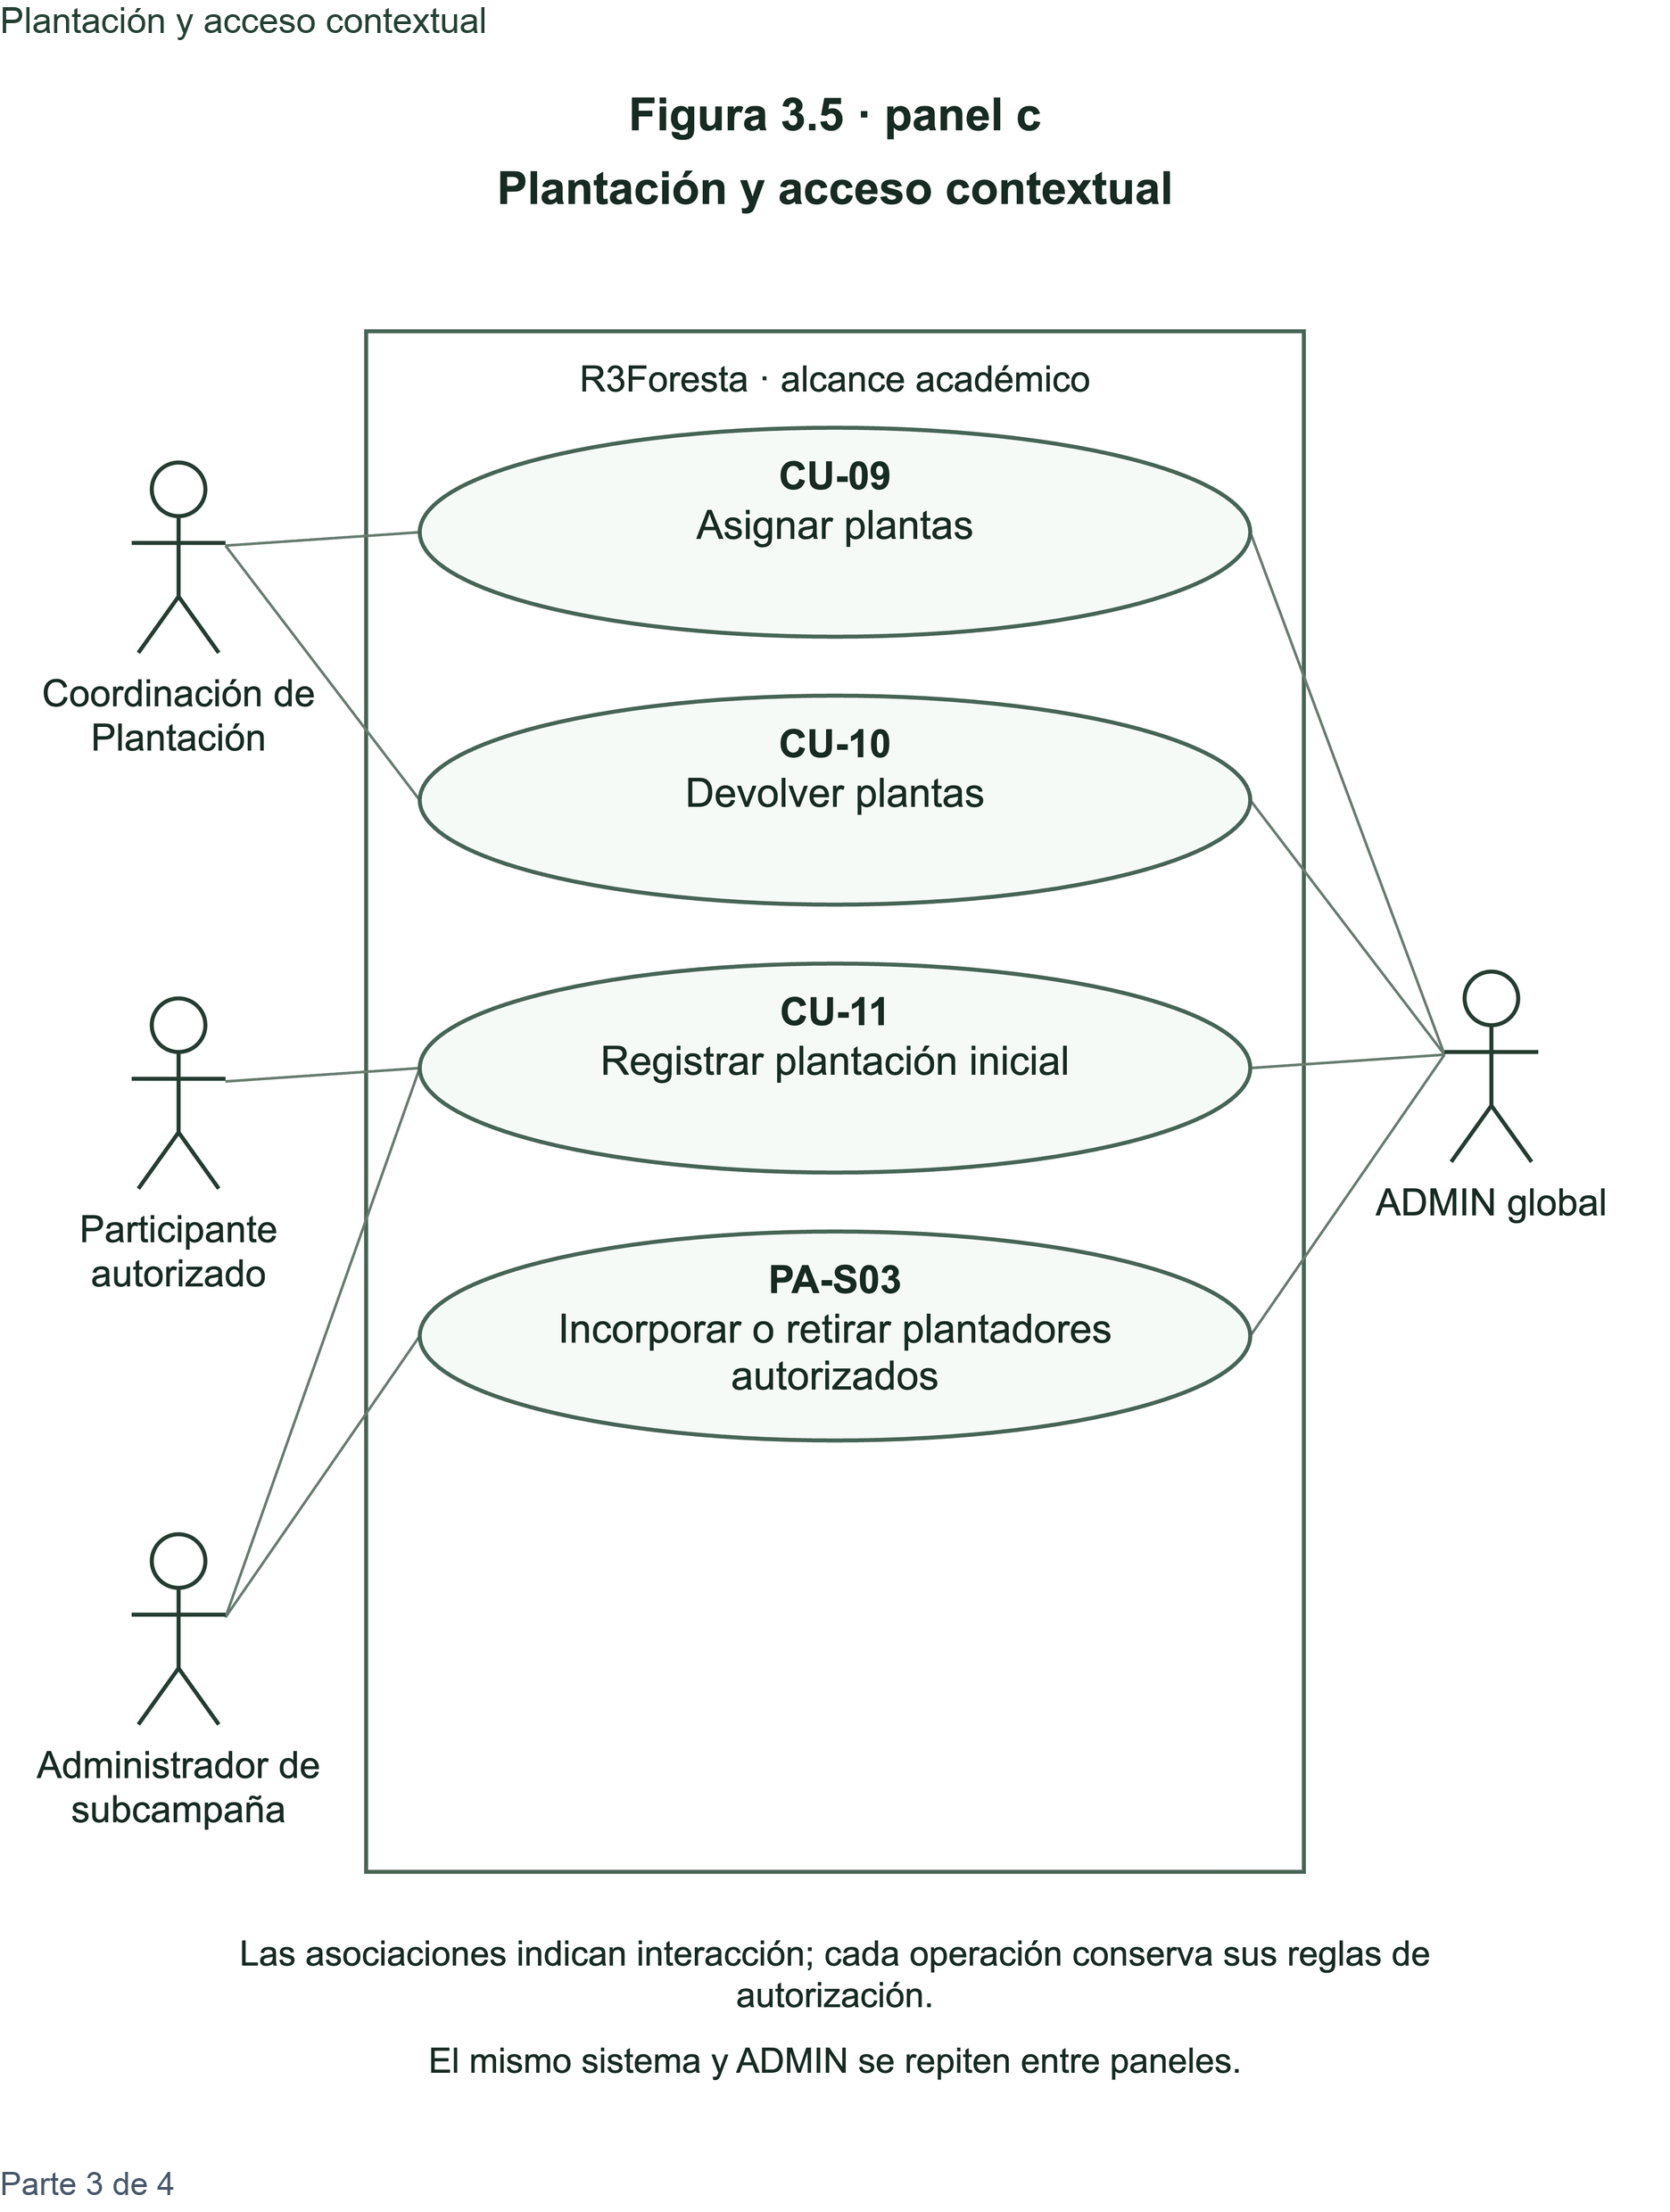 Plantación y acceso contextual
Figura 3.5 · panel c
Plantación y acceso contextual
R3Foresta · alcance académico
CU-09
Asignar plantas
Coordinación de
Plantación
CU-10
Devolver plantas
CU-11
Registrar plantación inicial
Participante
autorizado
ADMIN global
PA-S03
Incorporar o retirar plantadores
autorizados
Administrador de
subcampaña
Las asociaciones indican interacción; cada operación conserva sus reglas de
autorización.
El mismo sistema y ADMIN se repiten entre paneles.
Parte 3 de 4